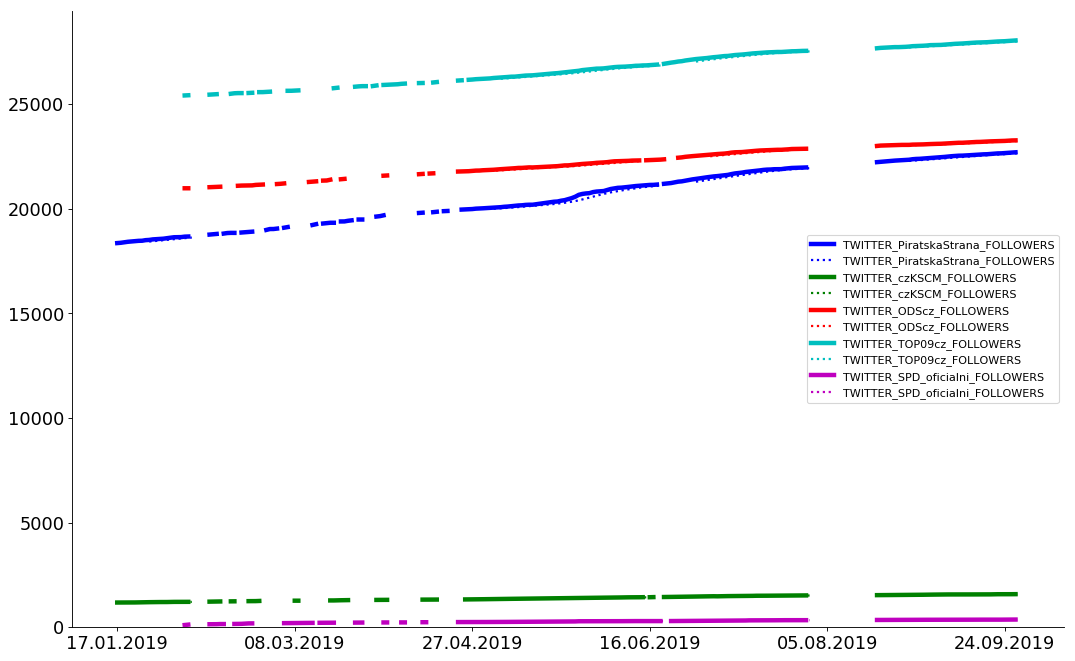 25000
20000
15000
10000
5000
0
17.01.2019 08.03.2019 27.04.2019 16.06.2019 05.08.2019 24.09.2019
TWITTER_PiratskaStrana_FOLLOWERS
TWITTER_PiratskaStrana_FOLLOWERS
TWITTER_czKSCM_FOLLOWERS
TWITTER_czKSCM_FOLLOWERS
TWITTER_ODScz_FOLLOWERS
TWITTER_ODScz_FOLLOWERS
TWITTER_TOP09cz_FOLLOWERS
TWITTER_TOP09cz_FOLLOWERS
TWITTER_SPD_oficialni_FOLLOWERS
TWITTER_SPD_oficialni_FOLLOWERS